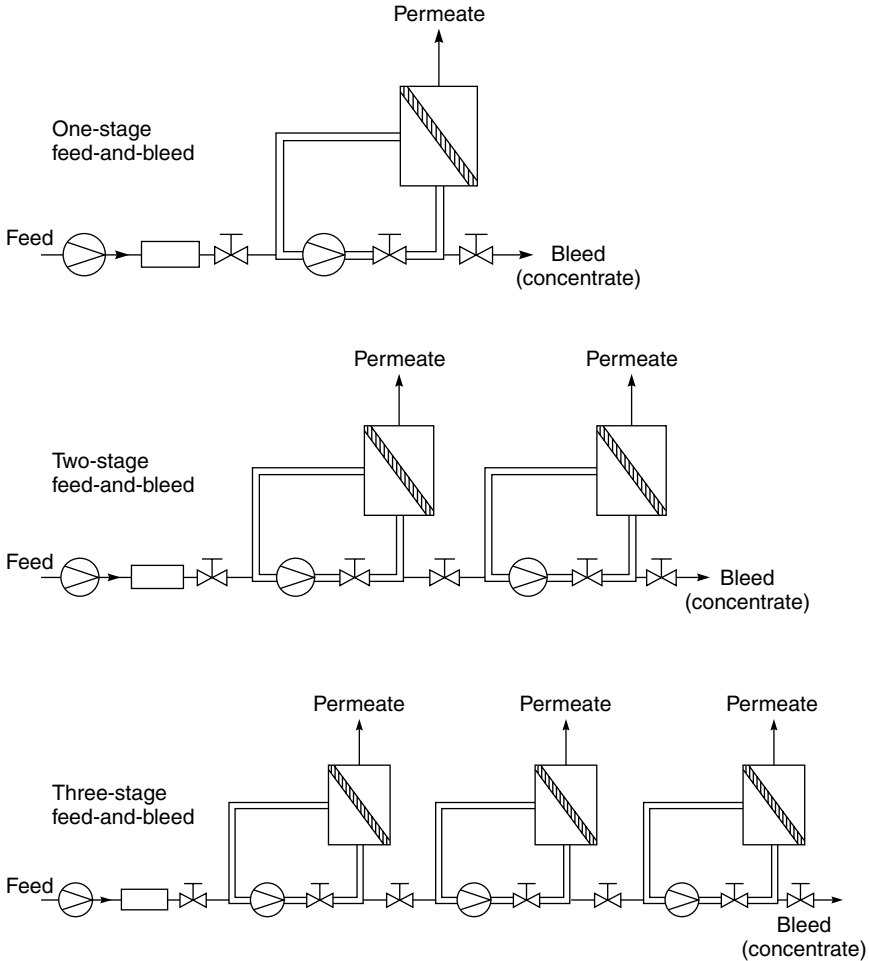 Permeate
One-stage
feed-and-bleed
Feed
Bleed
(concentrate)
Permeate
Permeate
Two-stage
feed-and-bleed
Feed
Bleed
(concentrate)
Permeate
Permeate
Permeate
Three-stage
feed-and-bleed
Feed
Bleed
(concentrate)